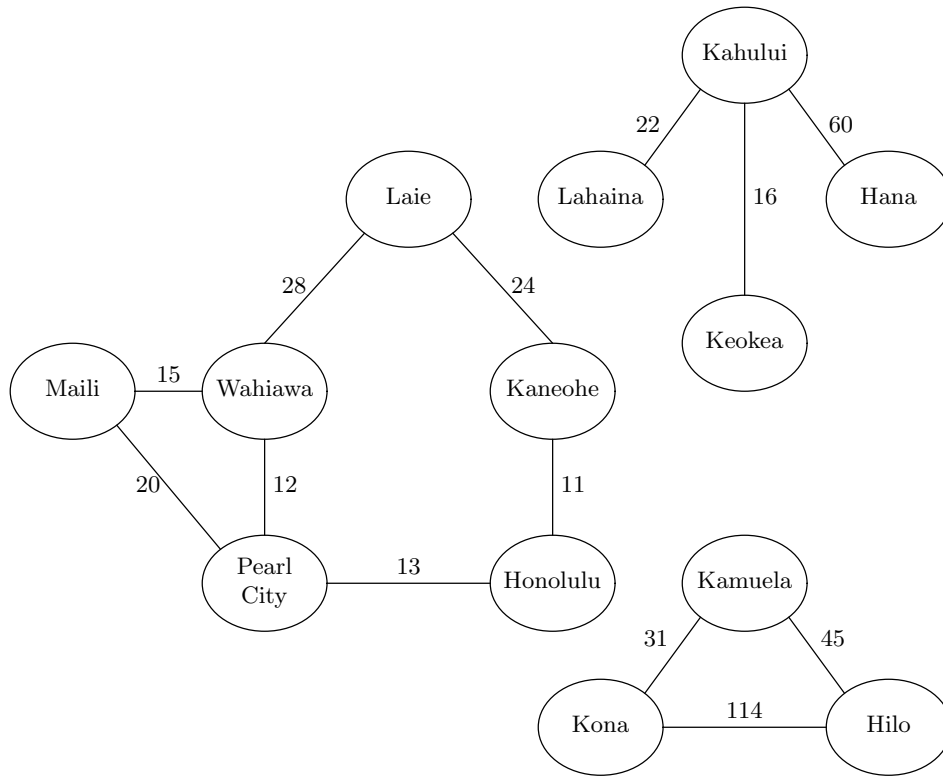 Kahului
22
60
Lahaina
16
Hana
Laie
28
24
Keokea
Maili
15
Wahiawa
Kaneohe
20
12
11
Pearl
City
13
Honolulu
Kamuela
31
45
Kona
114
Hilo